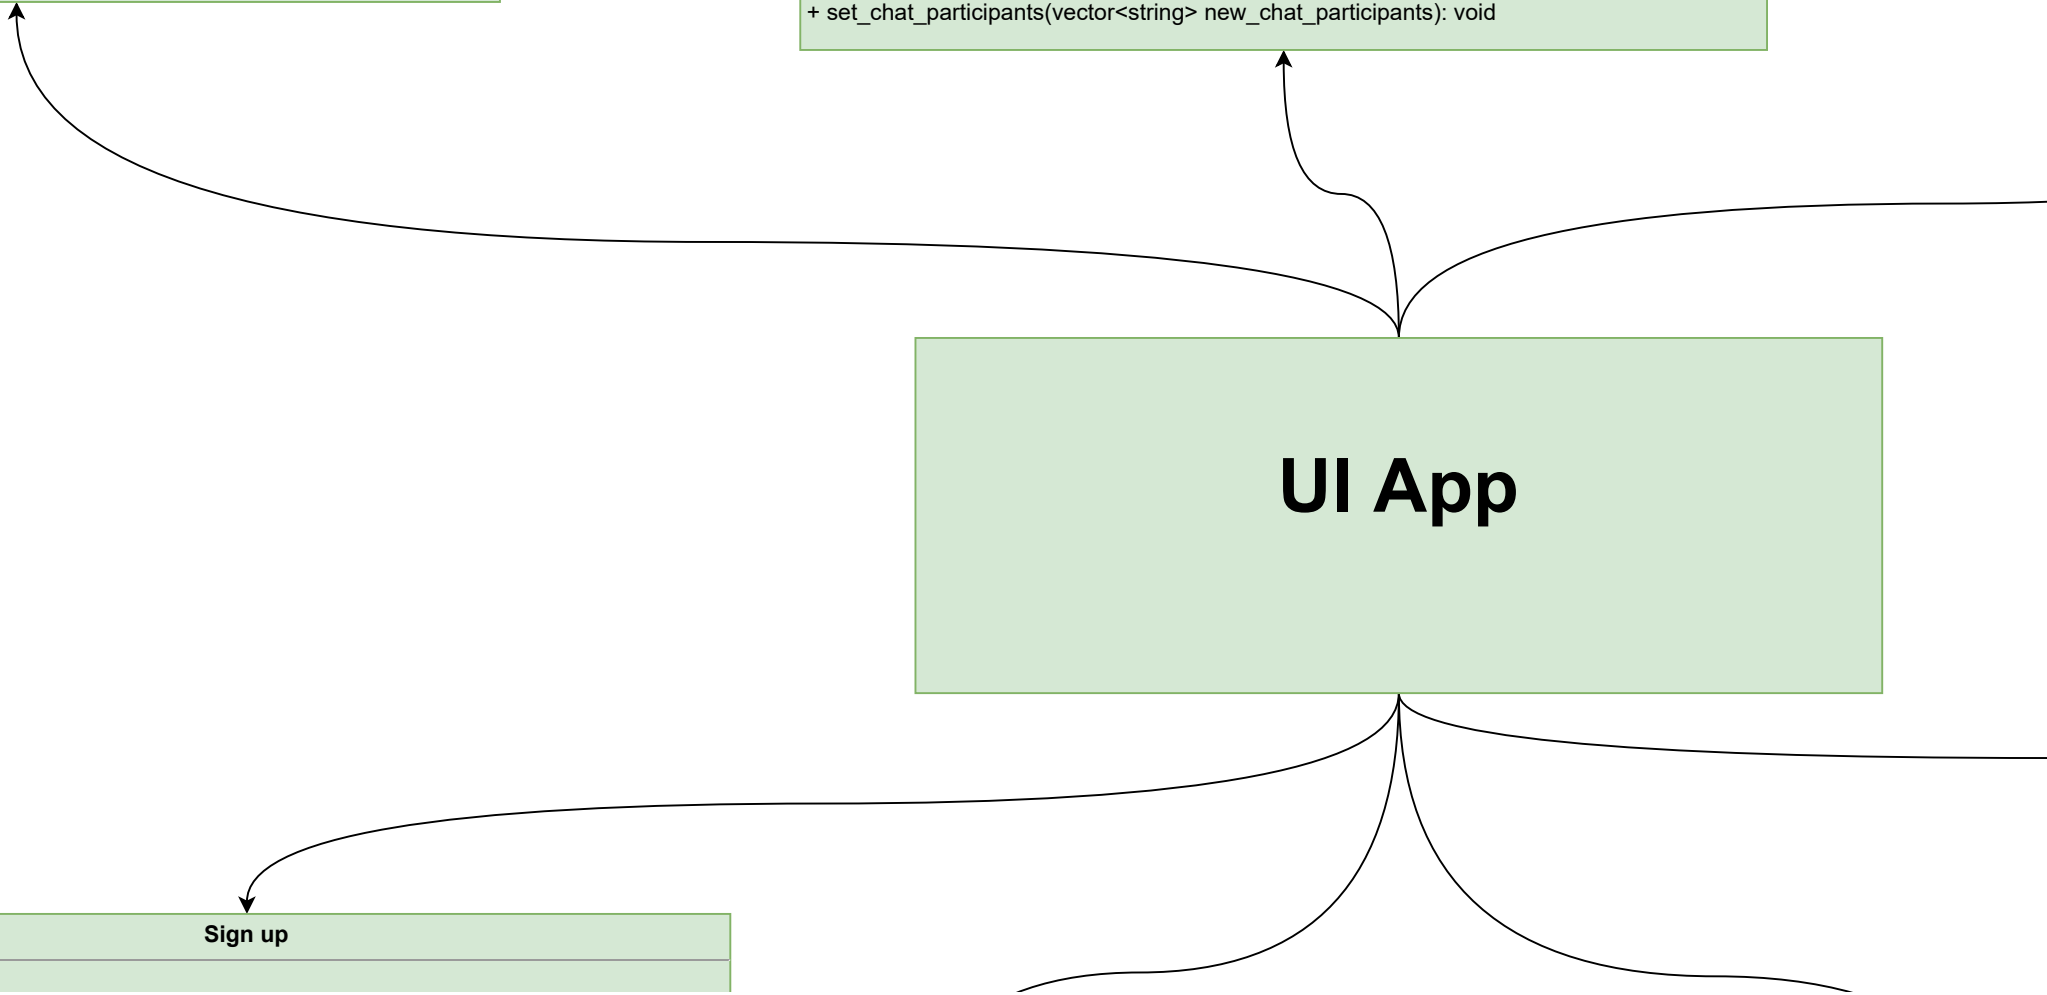 + set_chat_participants(vector<string> new_chat_participants): void
UI App
Sign up